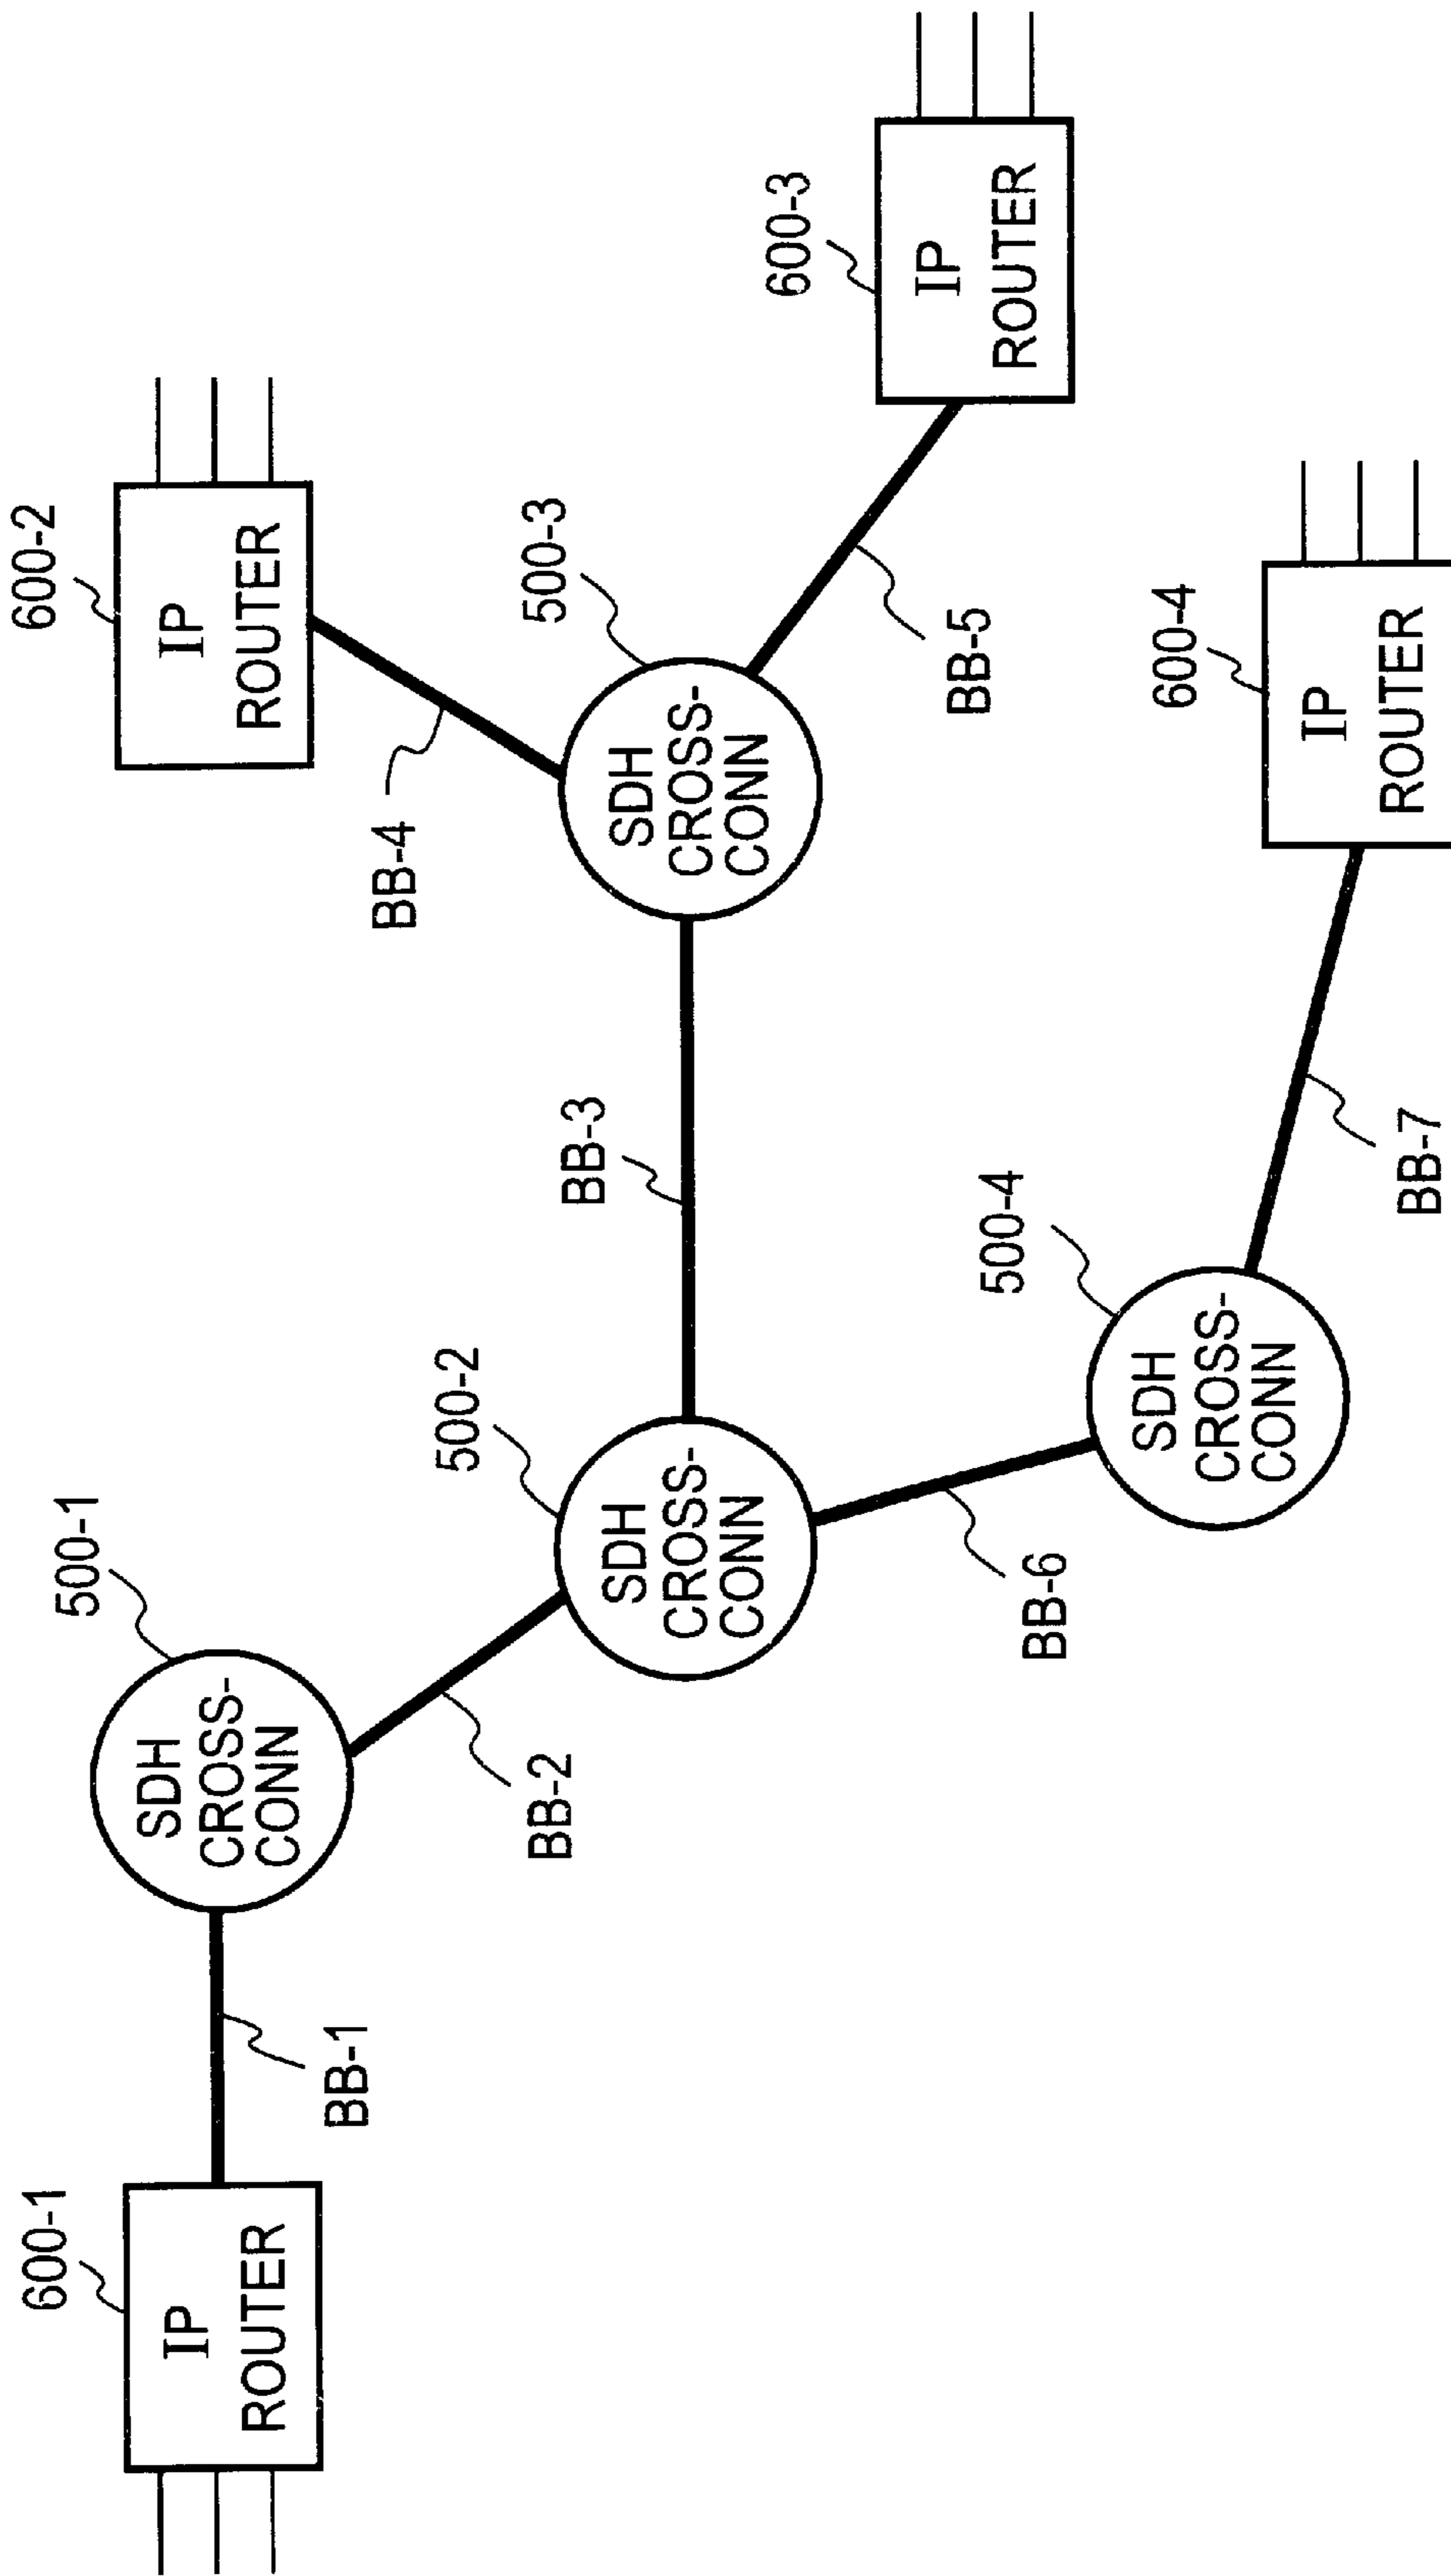 600-1
IP
ROUTER
BB-1
500-1
SDH
CROSS-
CONN
BB-2
500-2
SDH
CROSS-
CONN
BB-3
BB-6
500-4
SDH
CROSS-
CONN
BB-7
500-3
SDH
CROSS-
CONN
BB-4
BB-5
600-2
IP
ROUTER
600-3
IP
ROUTER
600-4
IP
ROUTER